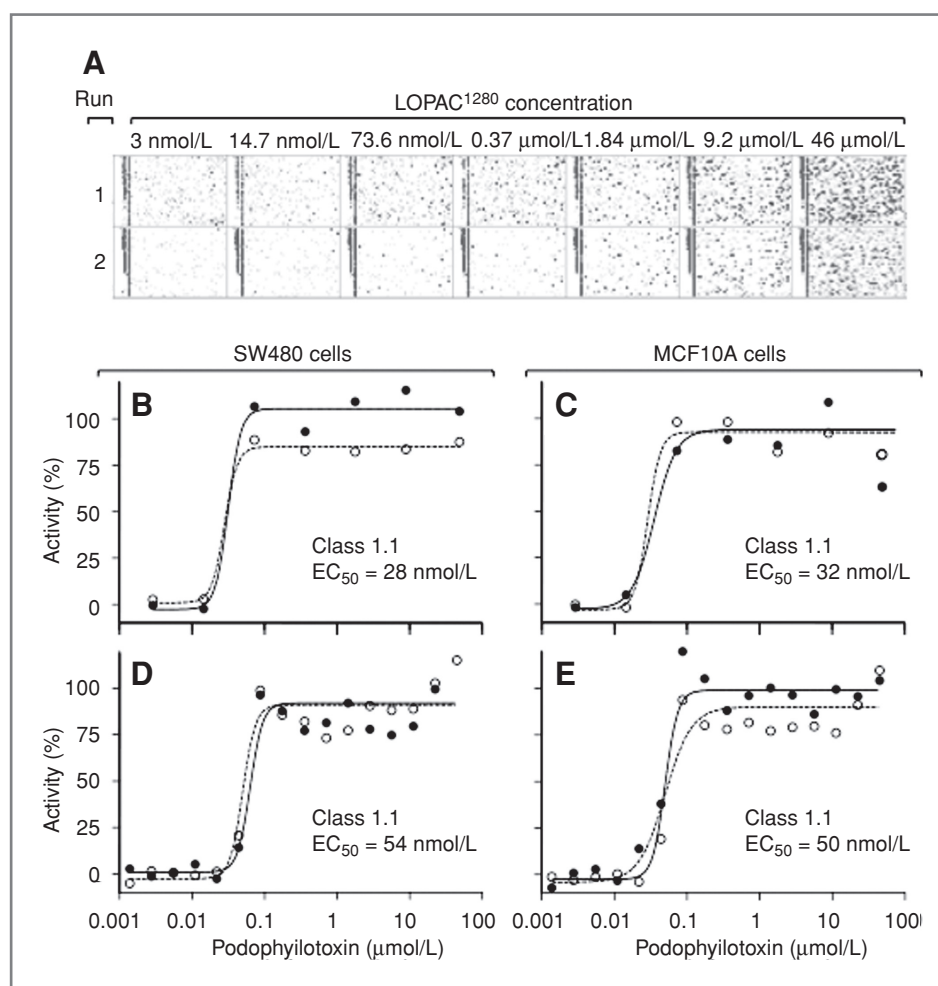 A
Run
LOPAC1280 concentration
3 nmol/L 14.7 nmol/L 73.6 nmol/L 0.37 μmol/L 1.84 μmol/L 9.2 μmol/L 46 μmol/L
1
2
SW480 cells MCF10A cells
B C
100
75
50
25
0
Activity (%)
Class 1.1
EC50 = 28 nmol/L
Class 1.1
EC50 = 32 nmol/L
D E
100
75
50
25
0
Activity (%)
Class 1.1
EC50 = 54 nmol/L
Class 1.1
EC50 = 50 nmol/L
0.001 0.01 0.1 1 10 100 0.001 0.01 0.1 1 10 100
Podophyilotoxin (μmol/L) Podophyilotoxin (μmol/L)